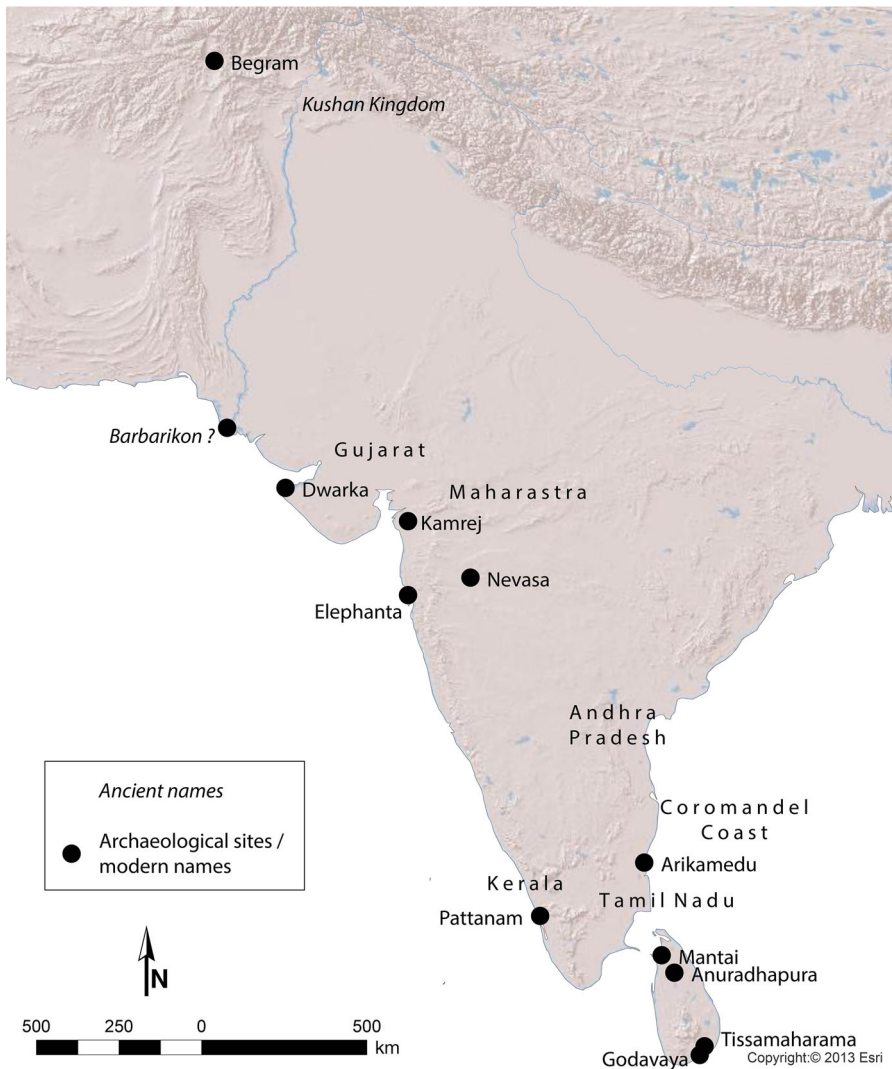 Begram
Kushan Kingdom
Barbarikon ?
Gujarat
Dwarka
Maharastra
Kamrej
Nevasa
Elephanta
Andhra
Pradesh
Ancient names
Archaeological sites /
modern names
Coromandel
Coast
Arikamedu
Kerala
Tamil Nadu
Pattanam
Mantai
Anuradhapura
N
500 250 0 500
km
Tissamaharama
Godavaya
Copyright:© 2013 Esri